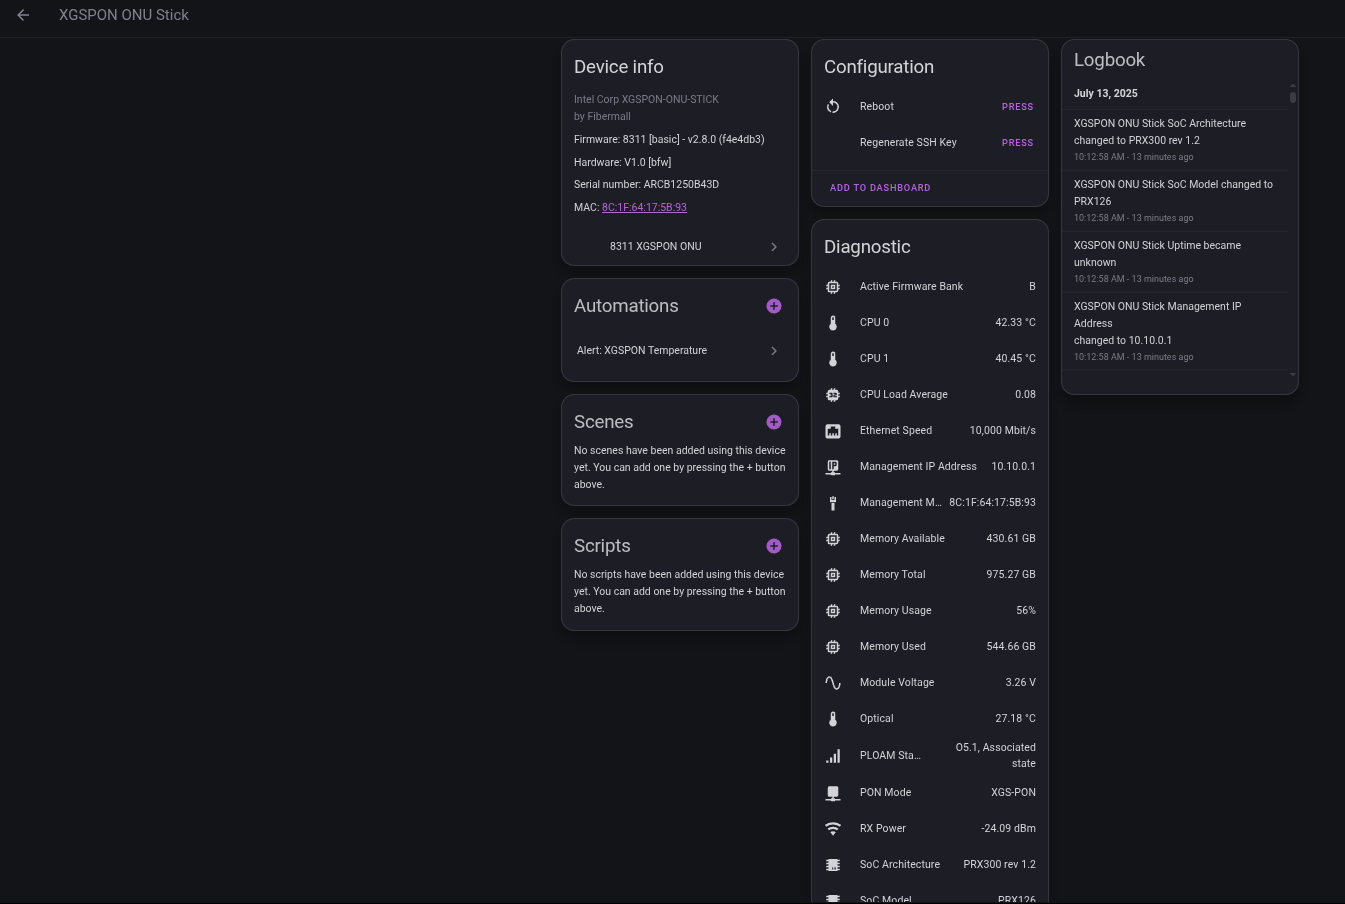 XGSPON ONU Stick
Device info
Intel Corp XGSPON-ONU-STICK
by Fibermall
Firmware: 8311 [basic] - v2.8.0 (f4e4db3)
Hardware: V1.0 [bfw]
Serial number: ARCB1250B43D
MAC: 8C:1F:64:17:5B:93
8311 XGSPON ONU
Automations
Alert: XGSPON Temperature
Scenes
No scenes have been added using this device
yet. You can add one by pressing the + button
above.
Scripts
No scripts have been added using this device
yet. You can add one by pressing the + button
above.
Configuration
Reboot PRESS
Regenerate SSH Key PRESS
ADD TO DASHBOARD
Diagnostic
Active Firmware Bank B
CPU 0 42.33 °C
CPU 1 40.45 °C
CPU Load Average 0.08
Ethernet Speed 10,000 Mbit/s
Management IP Address 10.10.0.1
Management M… 8C:1F:64:17:5B:93
Memory Available 430.61 GB
Memory Total 975.27 GB
Memory Usage 56%
Memory Used 544.66 GB
Module Voltage 3.26 V
Optical 27.18 °C
PLOAM Sta… O5.1, Associated
state
PON Mode XGS-PON
RX Power -24.09 dBm
SoC Architecture PRX300 rev 1.2
SoC Model PRX126
Logbook
July 13, 2025
XGSPON ONU Stick SoC Architecture
changed to PRX300 rev 1.2
10:12:58 AM - 13 minutes ago
XGSPON ONU Stick SoC Model changed to
PRX126
10:12:58 AM - 13 minutes ago
XGSPON ONU Stick Uptime became
unknown
10:12:58 AM - 13 minutes ago
XGSPON ONU Stick Management IP
Address
changed to 10.10.0.1
10:12:58 AM - 13 minutes ago